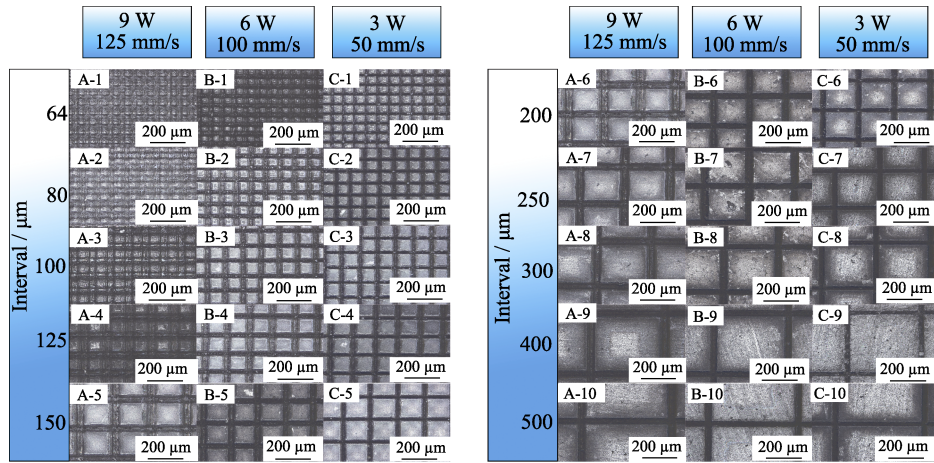 9 W
125 mm/s
6 W
100 mm/s
3 W
50 mm/s
Interval / μm
64
A-1
200 μm
B-1
200 μm
C-1
200 μm
80
A-2
200 μm
B-2
200 μm
C-2
200 μm
100
A-3
200 μm
B-3
200 μm
C-3
200 μm
125
A-4
200 μm
B-4
200 μm
C-4
200 μm
150
A-5
200 μm
B-5
200 μm
C-5
200 μm
9 W
125 mm/s
6 W
100 mm/s
3 W
50 mm/s
Interval / μm
200
A-6
200 μm
B-6
200 μm
C-6
200 μm
250
A-7
200 μm
B-7
200 μm
C-7
200 μm
300
A-8
200 μm
B-8
200 μm
C-8
200 μm
400
A-9
200 μm
B-9
200 μm
C-9
200 μm
500
A-10
200 μm
B-10
200 μm
C-10
200 μm